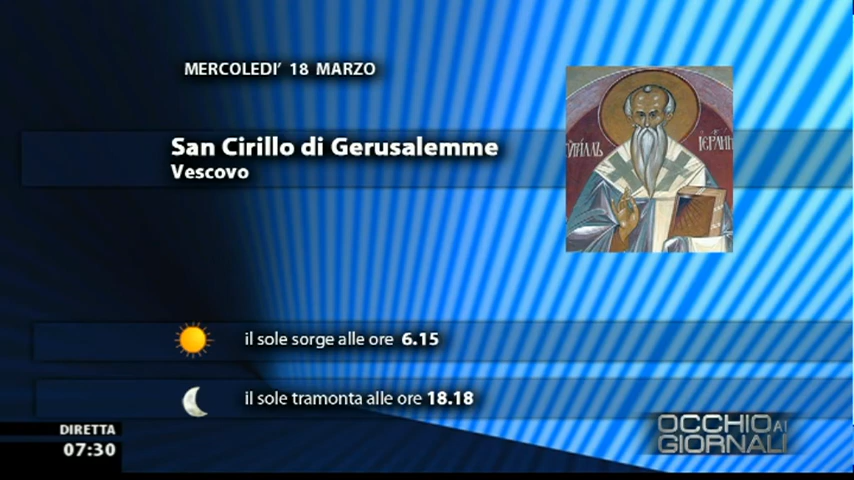 MERCOLEDI' 18 MARZO
San Cirillo di Gerusalemme
Vescovo
il sole sorge alle ore 6.15
il sole tramonta alle ore 18.18
DIRETTA
07:30
OCCHIO AI
GIORNALI